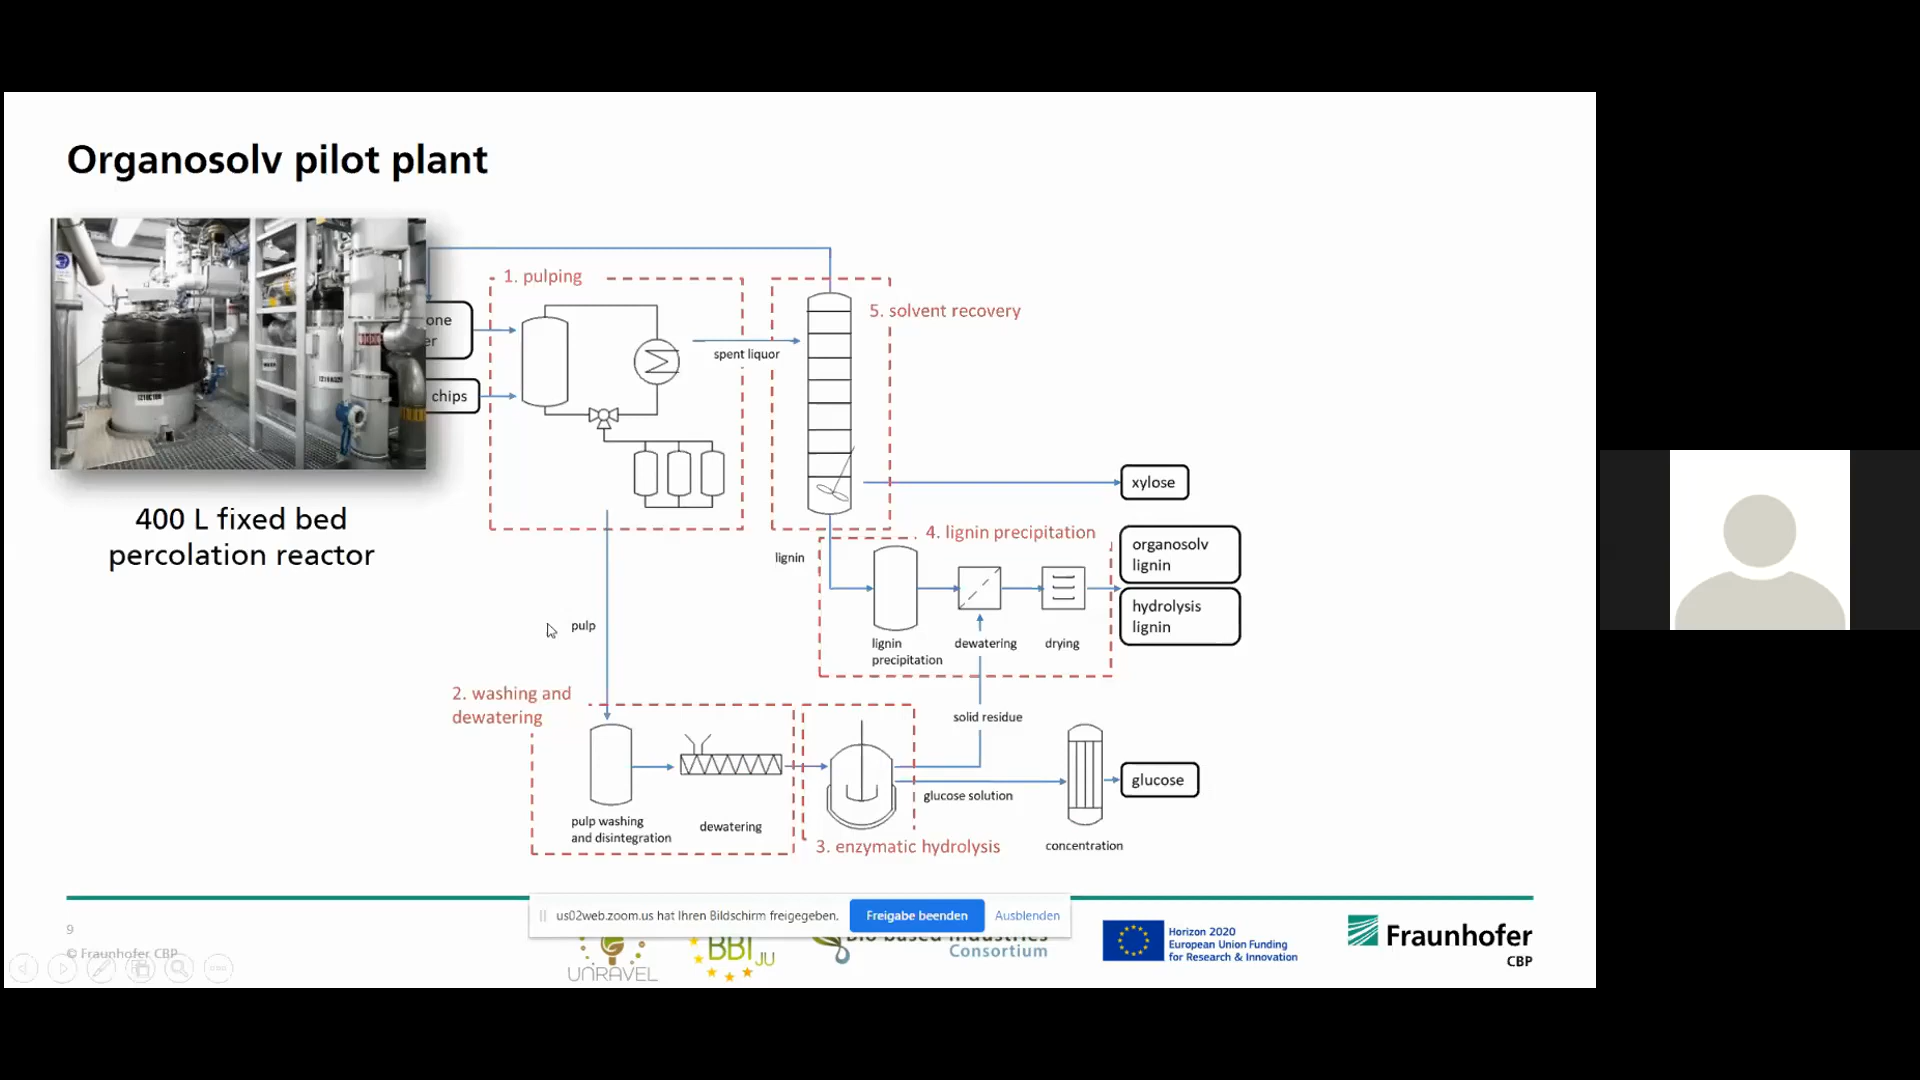 Organosolv pilot plant
400 L fixed bed
percolation reactor
chips
1. pulping
spent liquor
5. solvent recovery
xylose
lignin
4. lignin precipitation
organosolv
lignin
hydrolysis
lignin
lignin
precipitation
dewatering
drying
pulp
2. washing and
dewatering
pulp washing
and disintegration
dewatering
solid residue
glucose solution
3. enzymatic hydrolysis
concentration
glucose
us02web.zoom.us hat Ihren Bildschirm freigegeben.
Freigabe beenden
Ausblenden
9
© Fraunhofer CBP
UNRAVEL
BBI JU
Bio-based Industries
Consortium
Horizon 2020
European Union Funding
for Research & Innovation
Fraunhofer
CBP